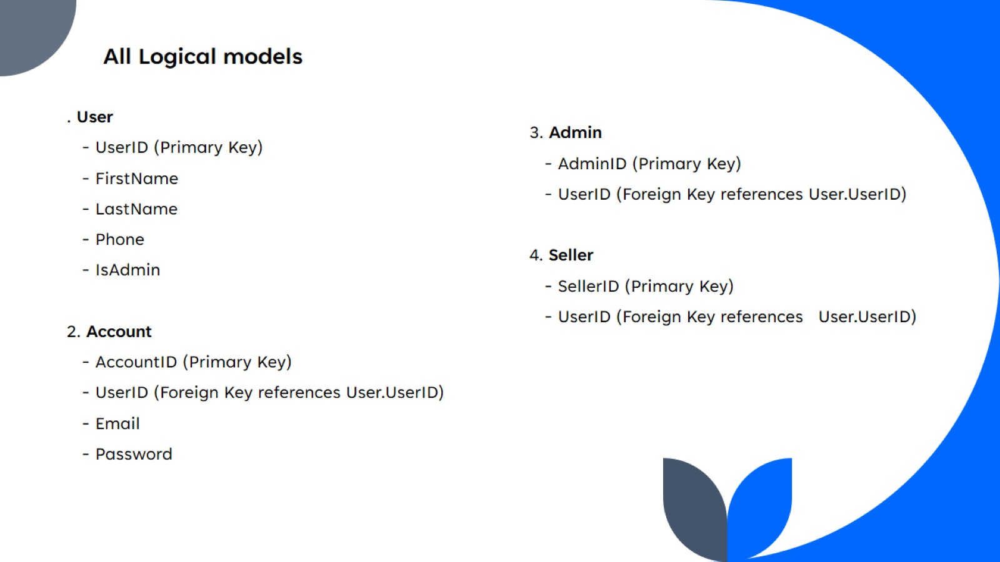 All Logical models
. User
- UserID (Primary Key)
- FirstName
- LastName
- Phone
- IsAdmin
2. Account
- AccountID (Primary Key)
- UserID (Foreign Key references User.UserID)
- Email
- Password
3. Admin
- AdminID (Primary Key)
- UserID (Foreign Key references User.UserID)
4. Seller
- SellerID (Primary Key)
- UserID (Foreign Key references   User.UserID)